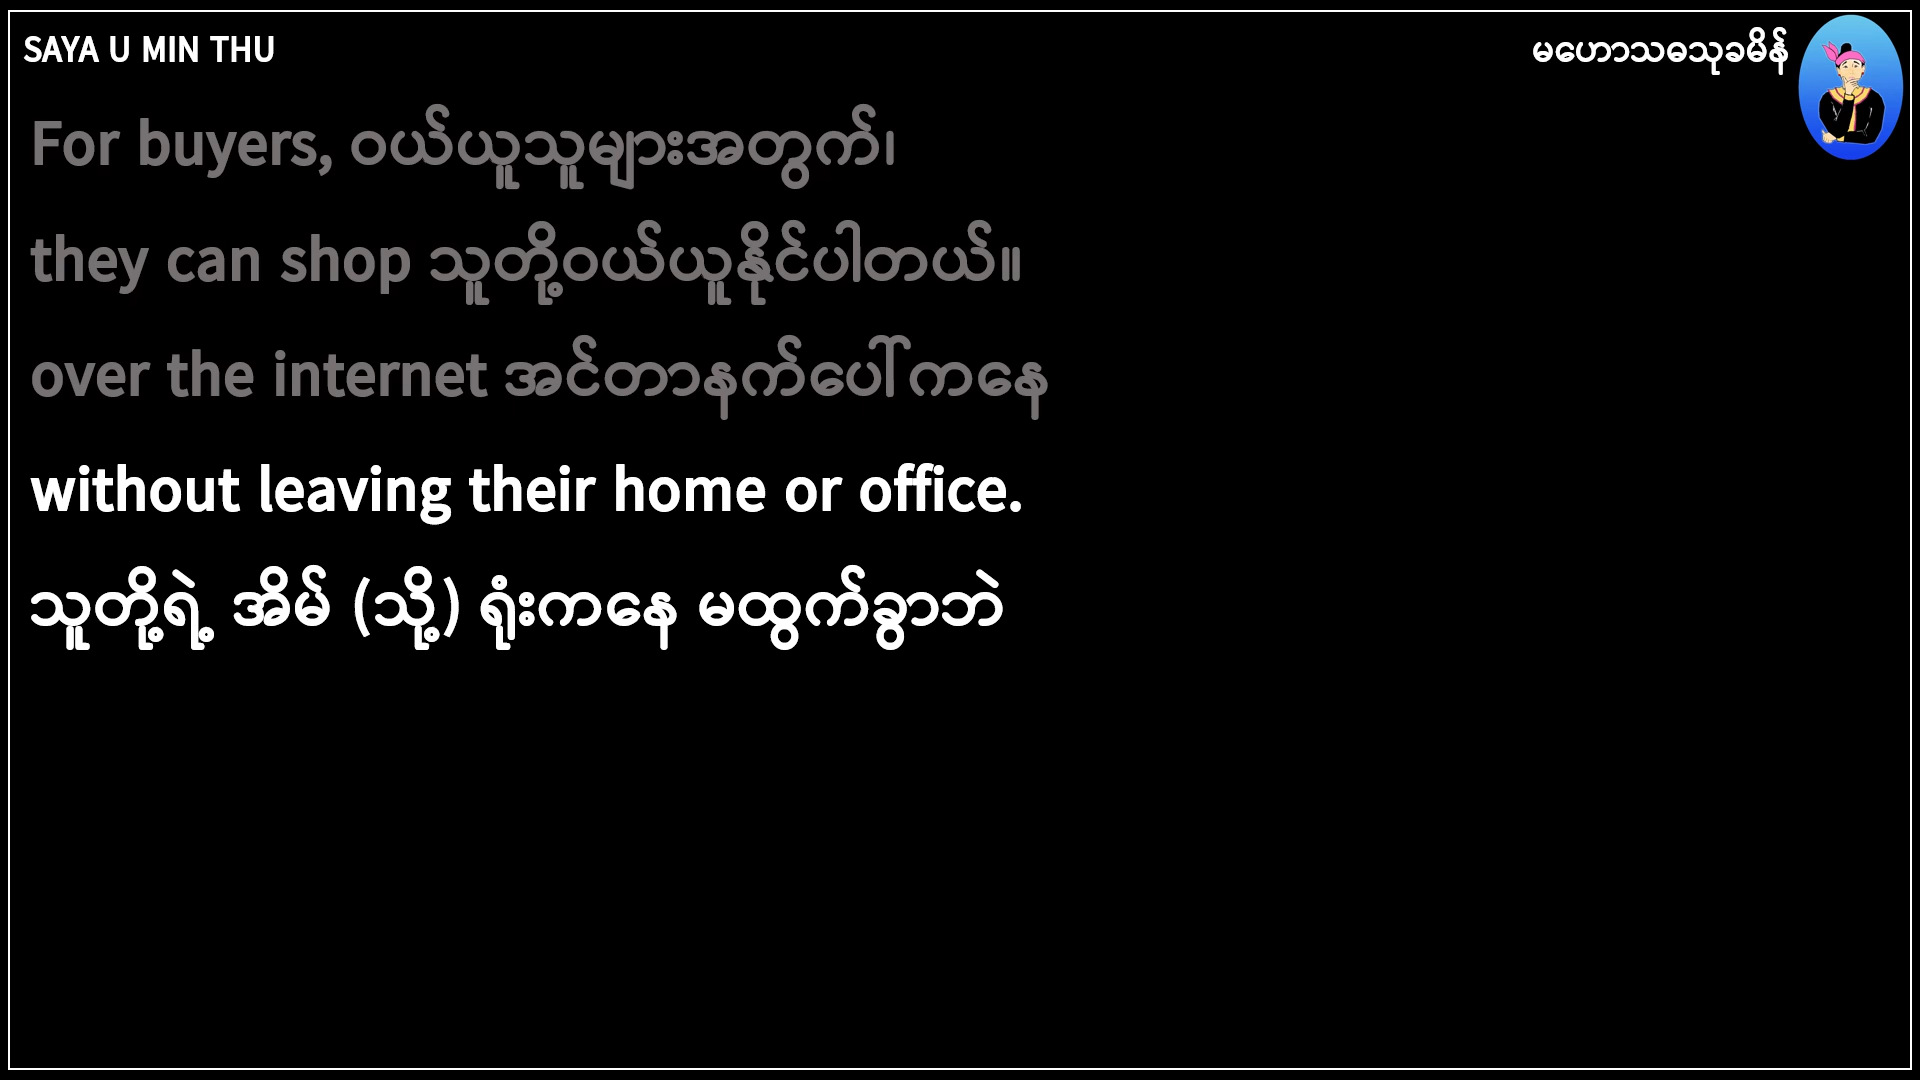 SAYA U MIN THU
မဟောသဓသုခမိန်
For buyers, ဝယ်ယူသူများအတွက်၊
they can shop သူတို့ဝယ်ယူနိုင်ပါတယ်။
over the internet အင်တာနက်ပေါ်ကနေ
without leaving their home or office.
သူတို့ရဲ့ အိမ် (သို့) ရုံးကနေ မထွက်ခွာဘဲ